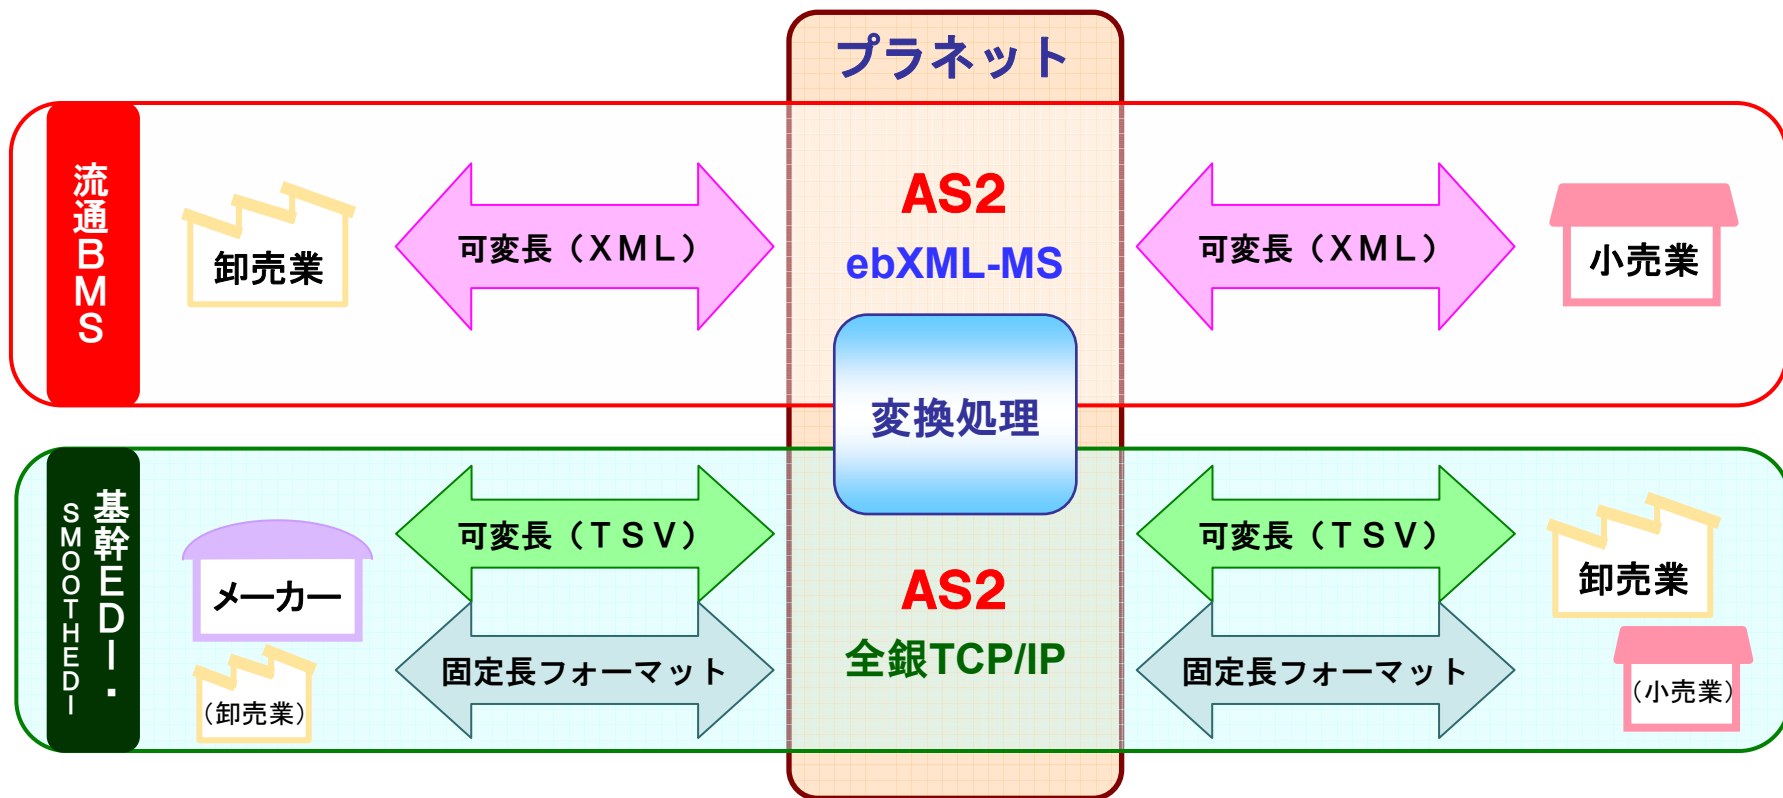 プラネット
流通BMS
卸売業
可変長（XML）
AS2
ebXML-MS
可変長（XML）
小売業
変換処理
基幹EDI・
SMOOTHEDI
メーカー
（卸売業）
可変長（TSV）
固定長フォーマット
AS2
全銀TCP/IP
可変長（TSV）
固定長フォーマット
卸売業
（小売業）